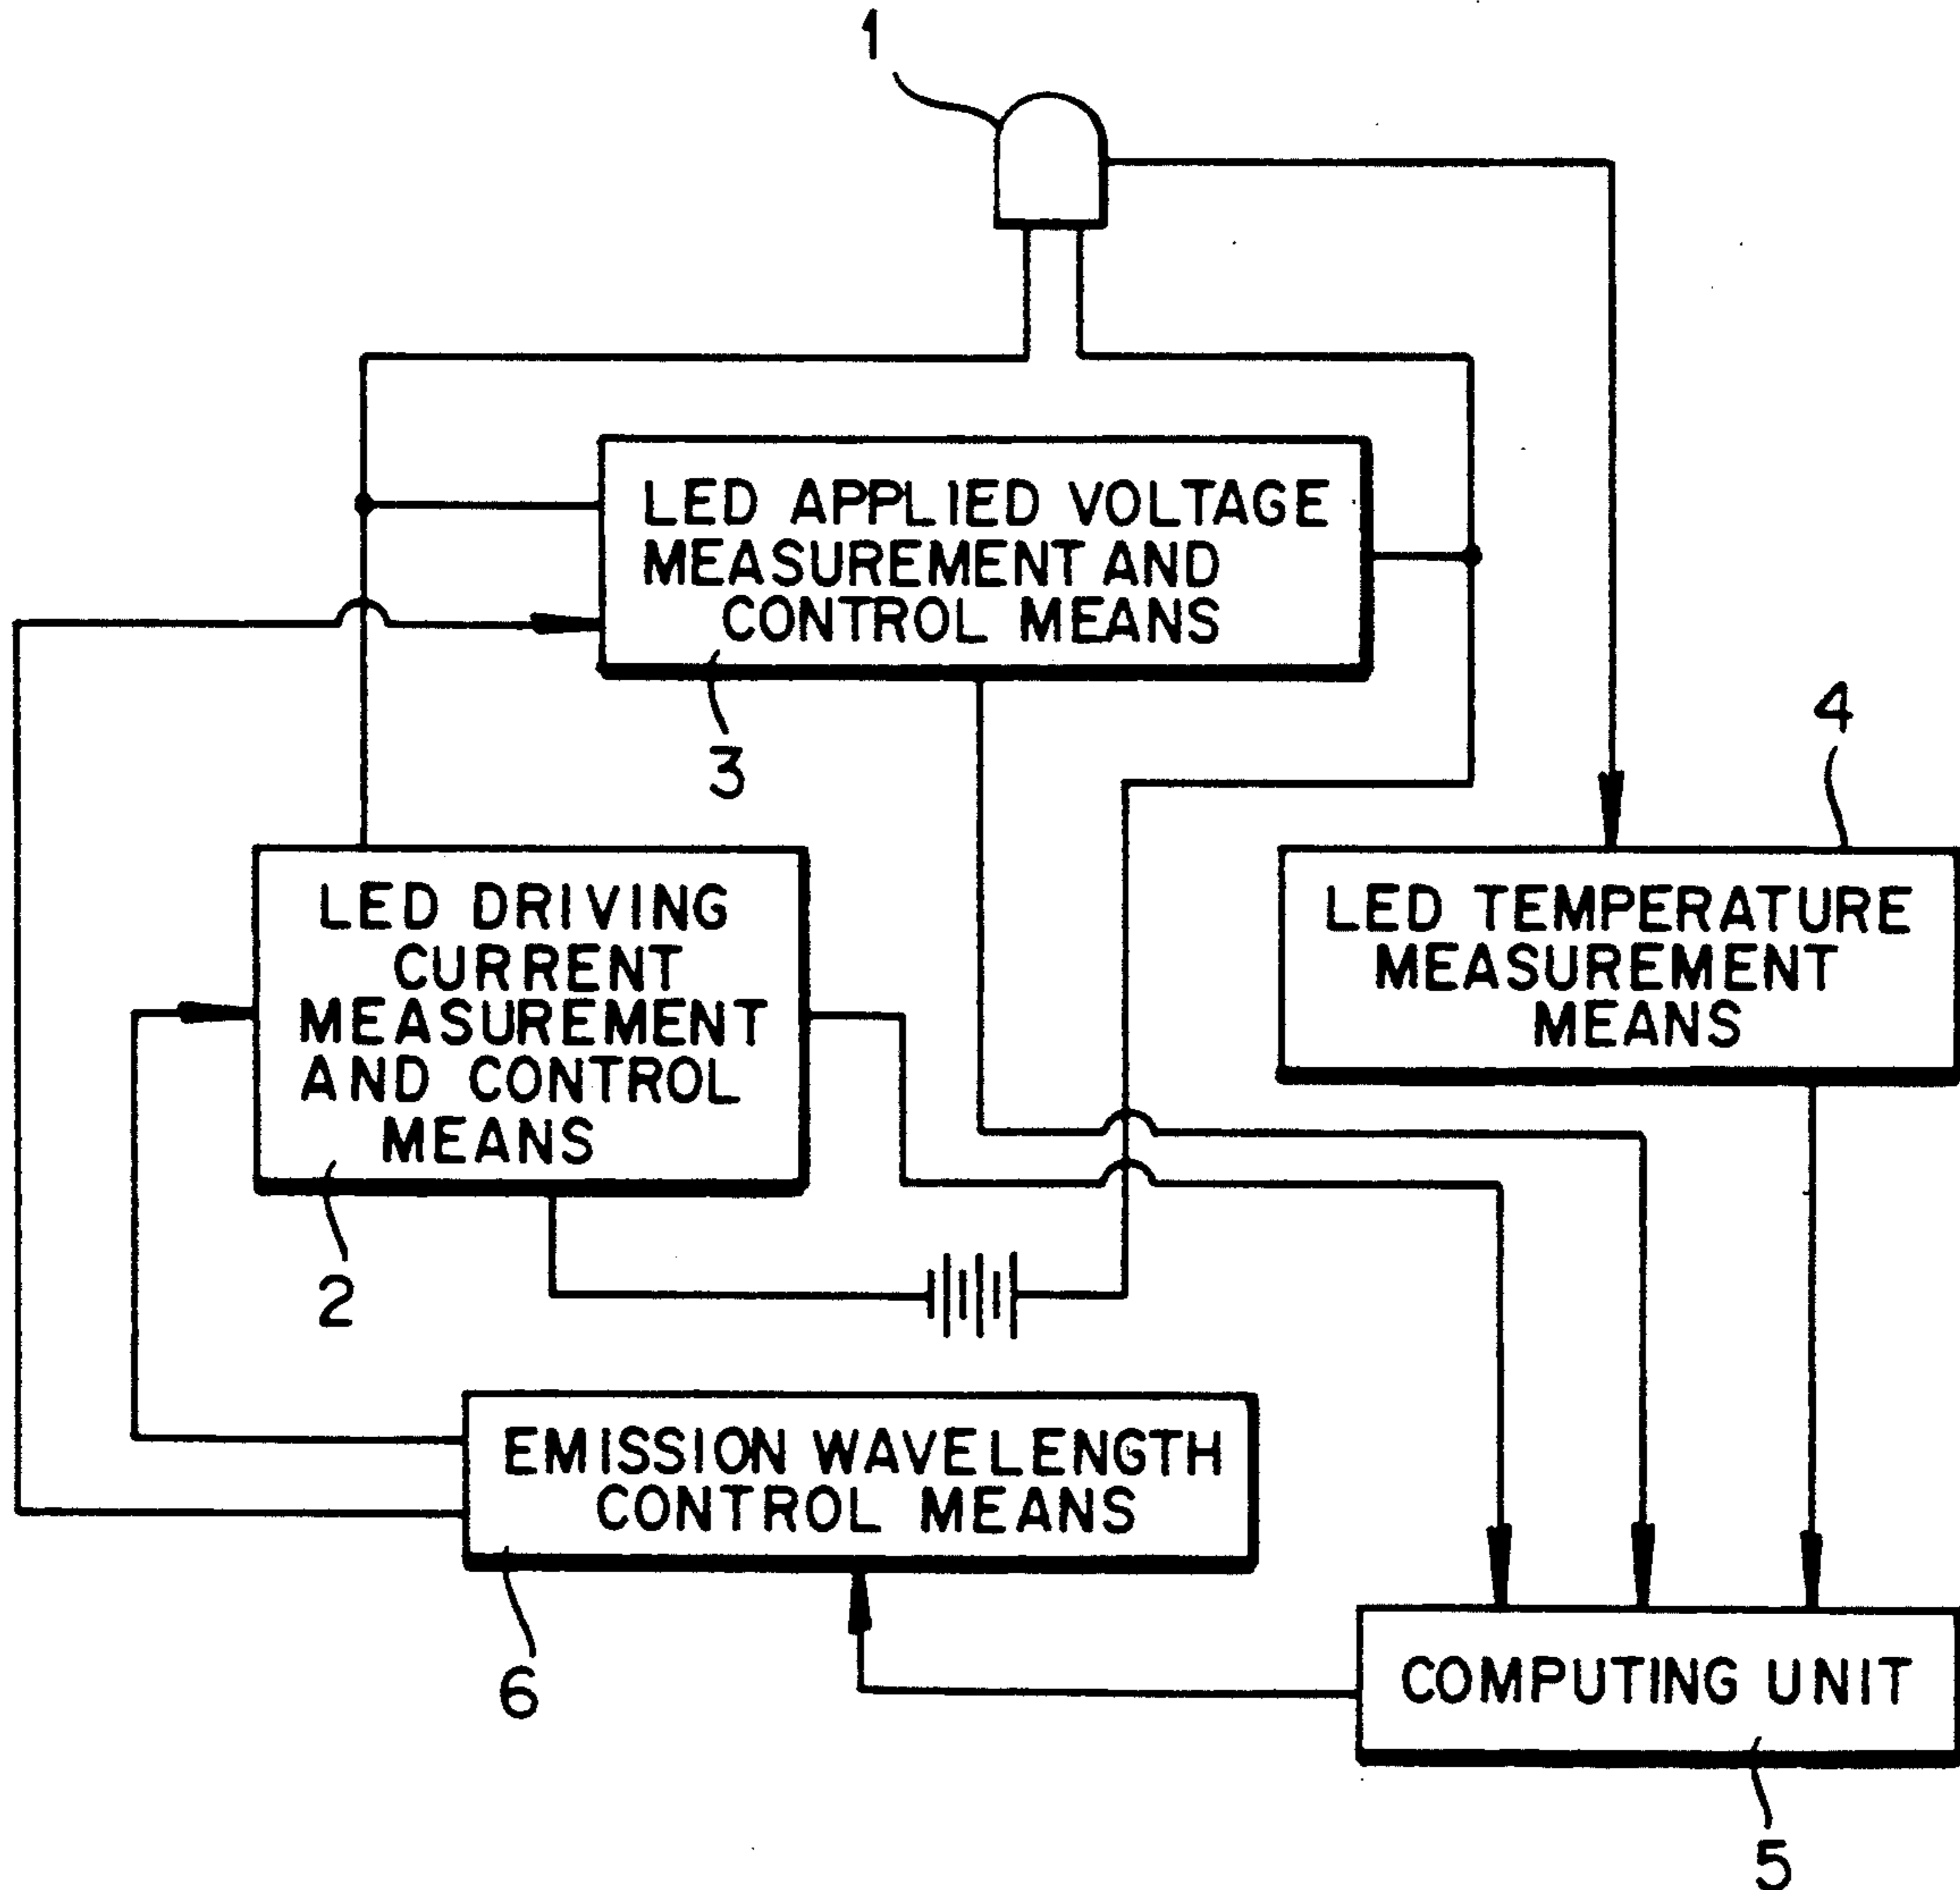 1
LED APPLIED VOLTAGE
MEASUREMENT AND
CONTROL MEANS
3
4
LED DRIVING
CURRENT
MEASUREMENT
AND CONTROL
MEANS
2
LED TEMPERATURE
MEASUREMENT
MEANS
EMISSION WAVELENGTH
CONTROL MEANS
6
COMPUTING UNIT
5